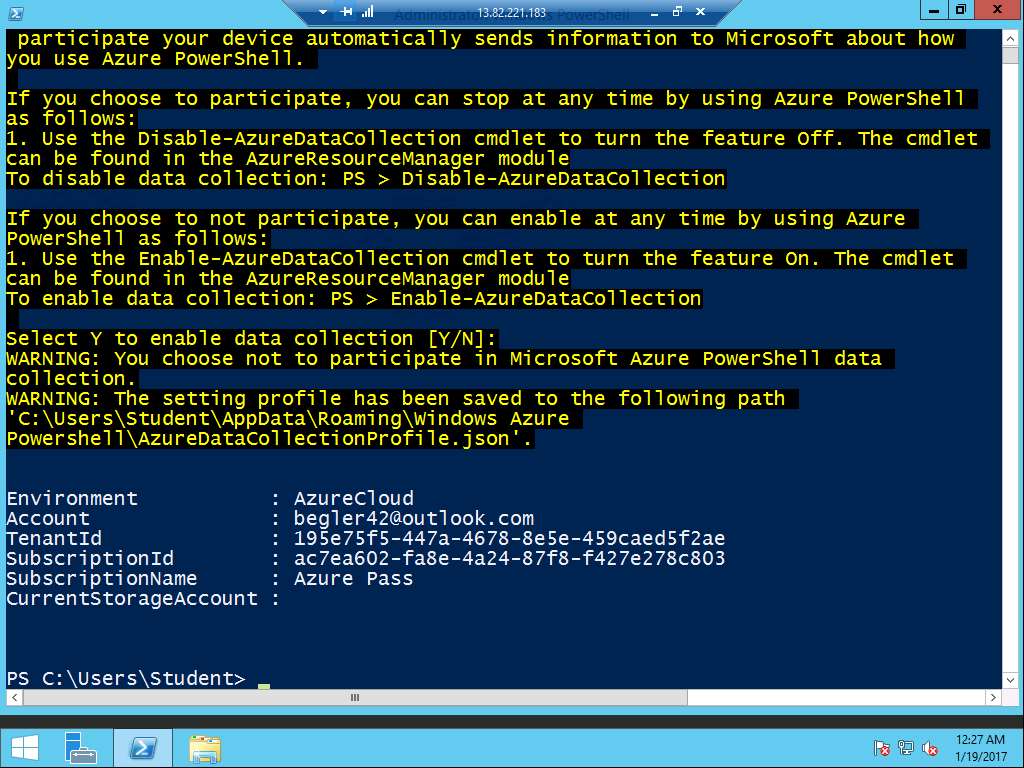 Administrator: Windows PowerShell
13.82.221.183
participate your device automatically sends information to Microsoft about how
you use Azure PowerShell.
If you choose to participate, you can stop at any time by using Azure PowerShell
as follows:
1. Use the Disable-AzureDataCollection cmdlet to turn the feature Off. The cmdlet
can be found in the AzureResourceManager module
To disable data collection: PS > Disable-AzureDataCollection
If you choose to not participate, you can enable at any time by using Azure
PowerShell as follows:
1. Use the Enable-AzureDataCollection cmdlet to turn the feature On. The cmdlet
can be found in the AzureResourceManager module
To enable data collection: PS > Enable-AzureDataCollection
Select Y to enable data collection [Y/N]:
WARNING: You choose not to participate in Microsoft Azure PowerShell data
collection.
WARNING: The setting profile has been saved to the following path
'C:\Users\Student\AppData\Roaming\Windows Azure
Powershell\AzureDataCollectionProfile.json'.
Environment : AzureCloud
Account : begler42@outlook.com
TenantId : 195e75f5-447a-4678-8e5e-459caed5f2ae
SubscriptionId : ac7ea602-fa8e-4a24-87f8-f427e278c803
SubscriptionName : Azure Pass
CurrentStorageAccount :
PS C:\Users\Student>
12:27 AM
1/19/2017